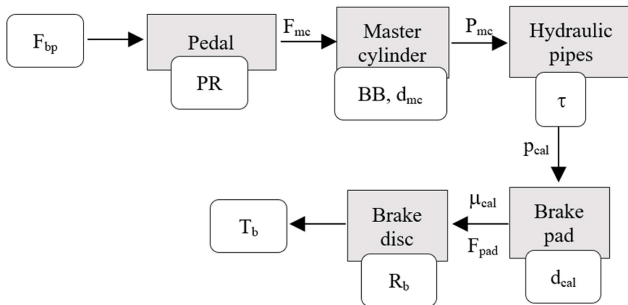 F_bp
Pedal
PR
F_mc
Master
cylinder
BB, d_mc
P_mc
Hydraulic
pipes
τ
p_cal
T_b
Brake
disc
R_b
μ_cal
F_pad
Brake
pad
d_cal